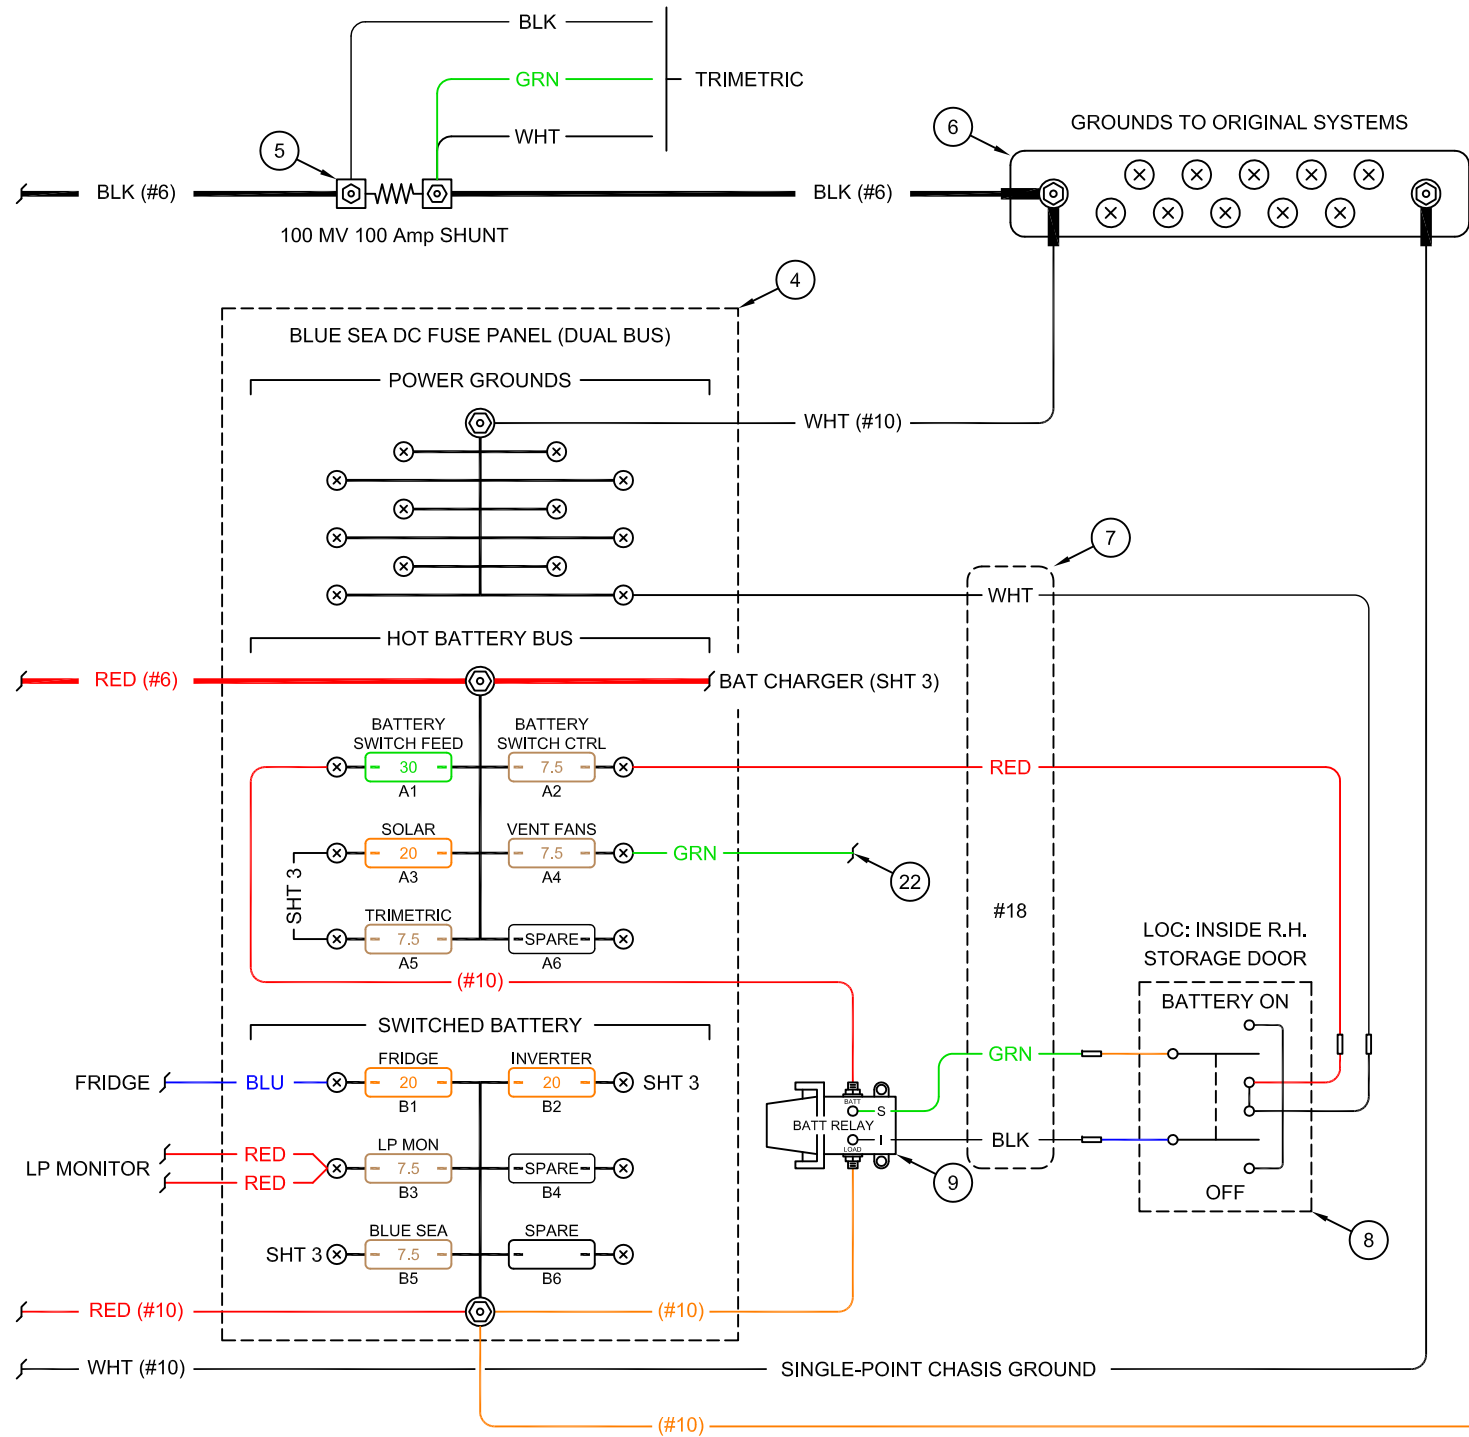 BLK
GRN
TRIMETRIC
WHT
5
6
GROUNDS TO ORIGINAL SYSTEMS
BLK (#6)
BLK (#6)
100 MV 100 Amp SHUNT
4
BLUE SEA DC FUSE PANEL (DUAL BUS)
POWER GROUNDS
WHT (#10)
7
WHT
HOT BATTERY BUS
RED (#6)
BAT CHARGER (SHT 3)
BATTERY
SWITCH FEED
30
A1
BATTERY
SWITCH CTRL
7.5
A2
RED
SOLAR
20
A3
VENT FANS
7.5
A4
GRN
22
SHT 3
TRIMETRIC
7.5
A5
SPARE
A6
#18
(#10)
LOC: INSIDE R.H.
STORAGE DOOR
BATTERY ON
OFF
8
SWITCHED BATTERY
FRIDGE
BLU
FRIDGE
20
B1
INVERTER
20
B2
SHT 3
GRN
BATT
S
BATT RELAY
I
LOAD
BLK
9
LP MONITOR
RED
RED
LP MON
7.5
B3
SPARE
B4
SHT 3
BLUE SEA
7.5
B5
SPARE
B6
RED (#10)
(#10)
WHT (#10)
SINGLE-POINT CHASIS GROUND
(#10)